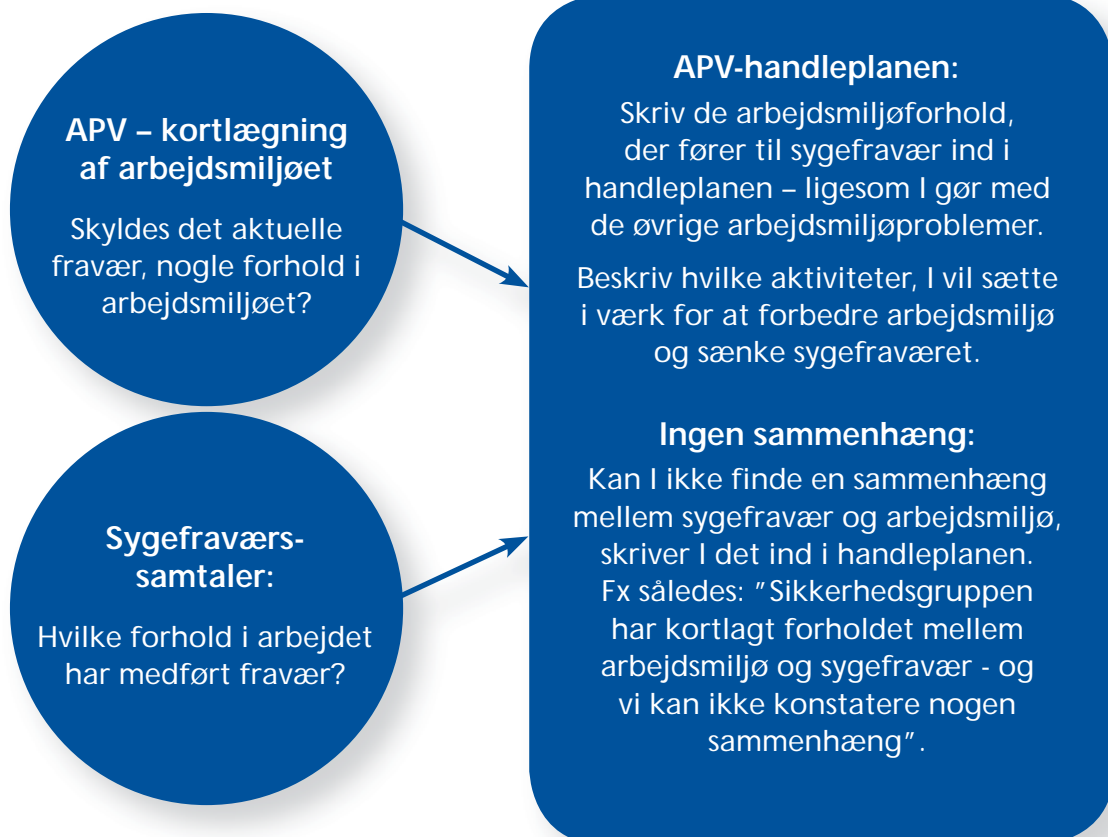 APV – kortlægning
af arbejdsmiljøet
Skyldes det aktuelle
fravær, nogle forhold i
arbejdsmiljøet?
Sygefraværs-
samtaler:
Hvilke forhold i arbejdet
har medført fravær?
APV-handleplanen:
Skriv de arbejdsmiljøforhold,
der fører til sygefravær ind i
handleplanen – ligesom I gør med
de øvrige arbejdsmiljøproblemer.
Beskriv hvilke aktiviteter, I vil sætte
i værk for at forbedre arbejdsmiljø
og sænke sygefraværet.
Ingen sammenhæng:
Kan I ikke finde en sammenhæng
mellem sygefravær og arbejdsmiljø,
skriver I det ind i handleplanen.
Fx således: "Sikkerhedsgruppen
har kortlagt forholdet mellem
arbejdsmiljø og sygefravær - og
vi kan ikke konstatere nogen
sammenhæng".